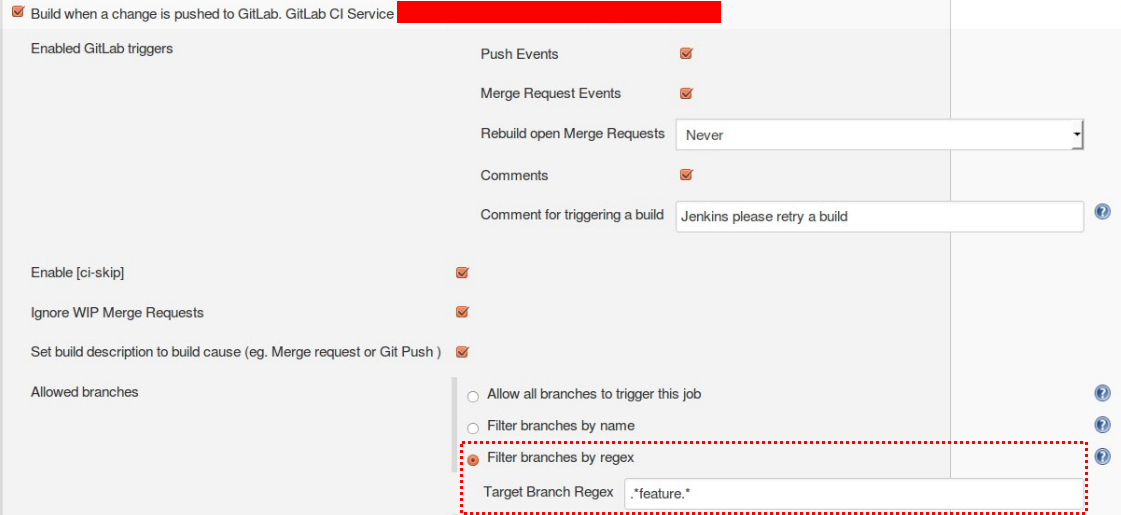 Build when a change is pushed to GitLab. GitLab CI Service
Enabled GitLab triggers
Push Events
Merge Request Events
Rebuild open Merge Requests Never
Comments
Comment for triggering a build Jenkins please retry a build
Enable [ci-skip]
Ignore WIP Merge Requests
Set build description to build cause (eg. Merge request or Git Push )
Allowed branches
Allow all branches to trigger this job
Filter branches by name
Filter branches by regex
Target Branch Regex .*feature.*